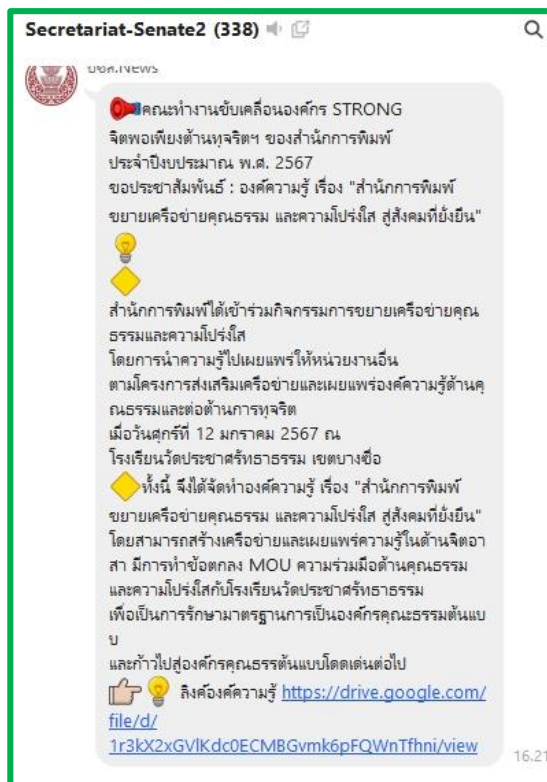 Secretariat-Senate2 (338)
ปชส.News
คณะทำงานขับเคลื่อนองค์กร STRONG
จิตพอเพียงต้านทุจริตฯ ของสำนักการพิมพ์
ประจำปีงบประมาณ พ.ศ. 2567
ขอประชาสัมพันธ์ : องค์ความรู้ เรื่อง "สำนักการพิมพ์
ขยายเครือข่ายคุณธรรม และความโปร่งใส สู่สังคมที่ยั่งยืน"
สำนักการพิมพ์ได้เข้าร่วมกิจกรรมการขยายเครือข่ายคุณ
ธรรมและความโปร่งใส
โดยการนำความรู้ไปเผยแพร่ให้หน่วยงานอื่น
ตามโครงการส่งเสริมเครือข่ายและเผยแพร่องค์ความรู้ด้านคุ
ณธรรมและต่อต้านการทุจริต
เมื่อวันศุกร์ที่ 12 มกราคม 2567 ณ
โรงเรียนวัดประชาศรัทธาธรรม เขตบางซื่อ
ทั้งนี้ จึงได้จัดทำองค์ความรู้ เรื่อง "สำนักการพิมพ์
ขยายเครือข่ายคุณธรรม และความโปร่งใส สู่สังคมที่ยั่งยืน"
โดยสามารถสร้างเครือข่ายและเผยแพร่ความรู้ในด้านจิตอา
สา มีการทำข้อตกลง MOU ความร่วมมือด้านคุณธรรม
และความโปร่งใสกับโรงเรียนวัดประชาศรัทธาธรรม
เพื่อเป็นการรักษามาตรฐานการเป็นองค์กรคุณะธรรมต้นแบ
บ
และก้าวไปสู่องค์กรคุณธรรต้นแบบโดดเด่นต่อไป
ลิงค์องค์ความรู้ https://drive.google.com/
file/d/
1r3kX2xGVlKdc0ECMBGvmk6pFQWnTfhni/view
16.21